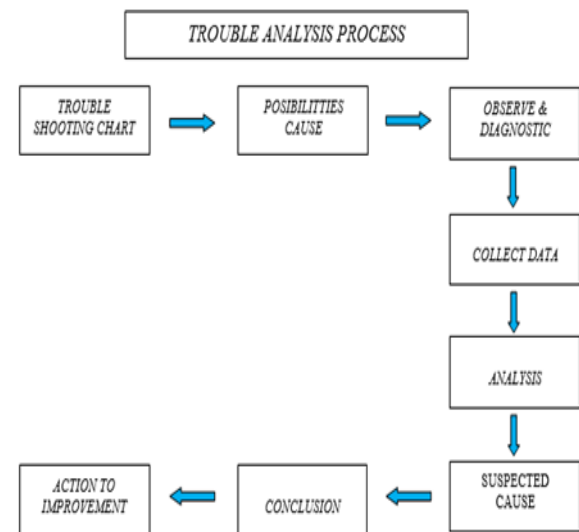 TROUBLE ANALYSIS PROCESS
TROUBLE
SHOOTING CHART
POSIBILITTIES
CAUSE
OBSERVE &
DIAGNOSTIC
COLLECT DATA
ANALYSIS
SUSPECTED
CAUSE
CONCLUSION
ACTION TO
IMPROVEMENT